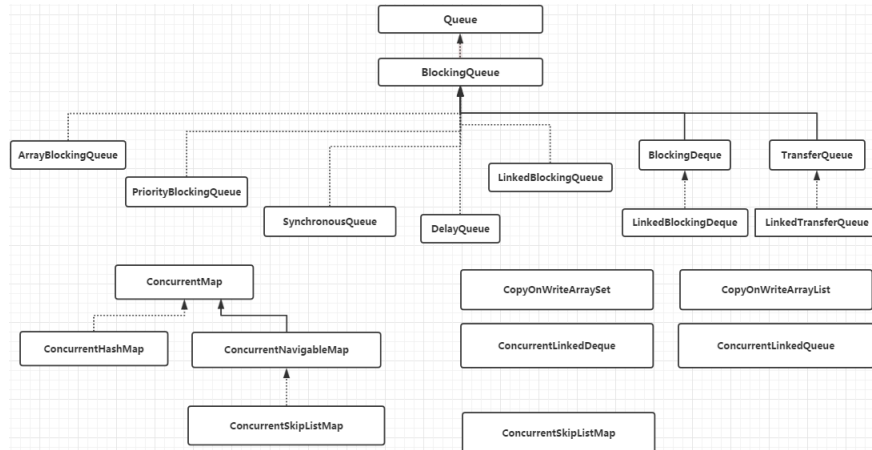 Queue
BlockingQueue
ArrayBlockingQueue
BlockingDeque
TransferQueue
PriorityBlockingQueue
LinkedBlockingQueue
SynchronousQueue
DelayQueue
LinkedBlockingDeque
LinkedTransferQueue
ConcurrentMap
CopyOnWriteArraySet
CopyOnWriteArrayList
ConcurrentHashMap
ConcurrentNavigableMap
ConcurrentLinkedDeque
ConcurrentLinkedQueue
ConcurrentSkipListMap
ConcurrentSkipListMap